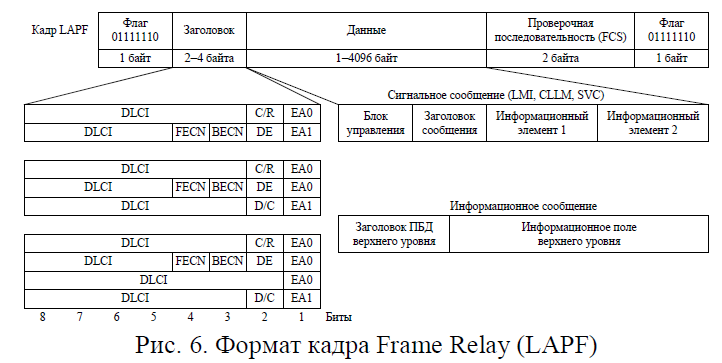 Кадр LAPF
Флаг
01111110
Заголовок
Данные
Проверочная
последовательность (FCS)
Флаг
01111110
1 байт
2–4 байта
1–4096 байт
2 байта
1 байт
Сигнальное сообщение (LMI, CLLM, SVC)
Блок
управления
Заголовок
сообщения
Информационный
элемент 1
Информационный
элемент 2
DLCI C/R EA0
DLCI FECN BECN DE EA1
DLCI C/R EA0
DLCI FECN BECN DE EA0
DLCI D/C EA1
Информационное сообщение
Заголовок ПБД
верхнего уровня
Информационное поле
верхнего уровня
DLCI C/R EA0
DLCI FECN BECN DE EA0
DLCI EA0
DLCI D/C EA1
8 7 6 5 4 3 2 1 Биты
Рис. 6. Формат кадра Frame Relay (LAPF)